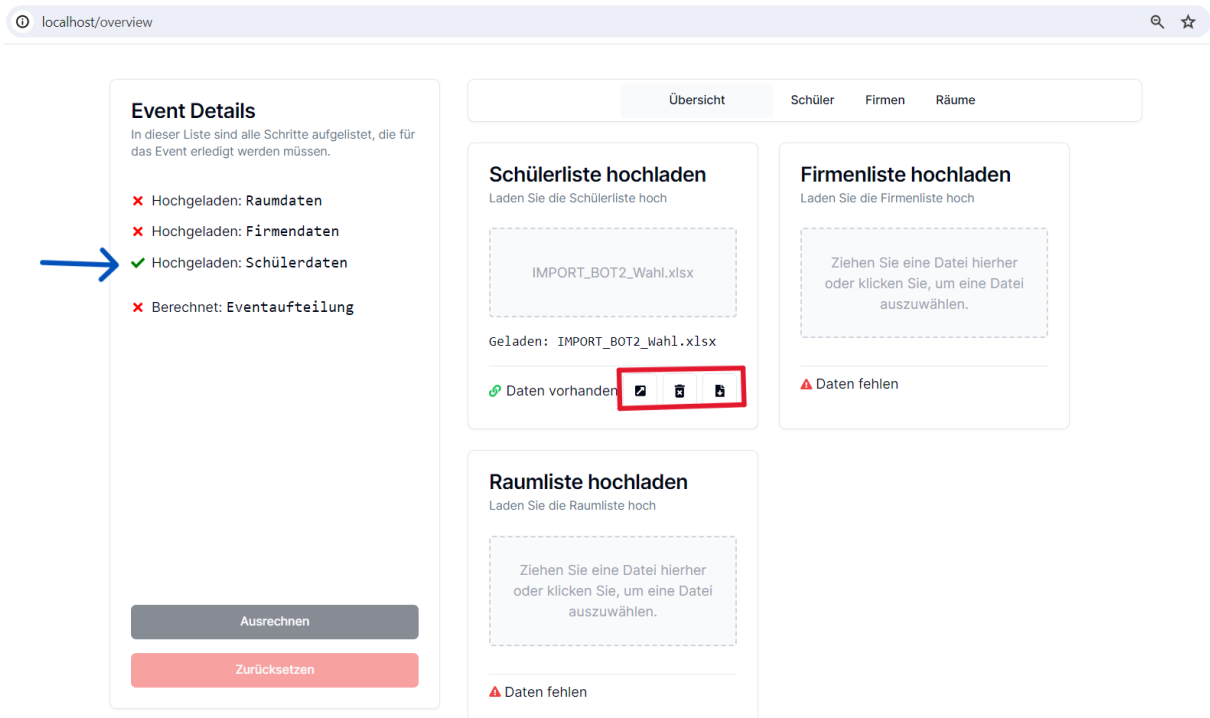 localhost/overview
Event Details
In dieser Liste sind alle Schritte aufgelistet, die für
das Event erledigt werden müssen.
Hochgeladen: Raumdaten
Hochgeladen: Firmendaten
Hochgeladen: Schülerdaten
Berechnet: Eventaufteilung
Ausrechnen
Zurücksetzen
Übersicht
Schüler
Firmen
Räume
Schülerliste hochladen
Laden Sie die Schülerliste hoch
IMPORT_BOT2_Wahl.xlsx
Geladen: IMPORT_BOT2_Wahl.xlsx
Daten vorhanden
Firmenliste hochladen
Laden Sie die Firmenliste hoch
Ziehen Sie eine Datei hierher
oder klicken Sie, um eine Datei
auszuwählen.
Daten fehlen
Raumliste hochladen
Laden Sie die Raumliste hoch
Ziehen Sie eine Datei hierher
oder klicken Sie, um eine Datei
auszuwählen.
Daten fehlen